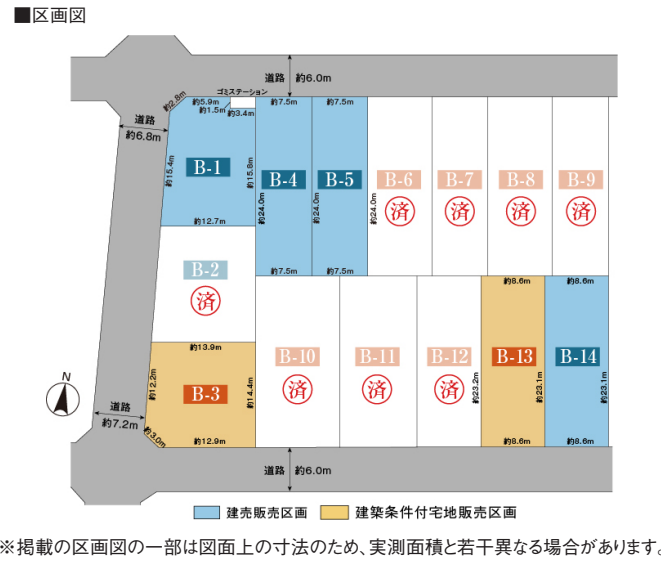 ■区画図
道路 約6.0m
ゴミステーション
約2.8m
約5.9m
約1.5m
約3.4m
約7.5m
約7.5m
道路
約6.8m
約15.4m
B-1
約15.8m
約12.7m
B-4
約24.0m
約7.5m
B-5
約24.0m
約7.5m
B-6
済
約24.0m
B-7
済
B-8
済
B-9
済
B-2
済
約13.9m
約12.2m
B-3
約14.4m
約3.0m
約12.9m
B-10
済
B-11
済
B-12
済
約23.2m
約8.6m
B-13
約23.1m
約8.6m
約8.6m
B-14
約23.1m
約8.6m
N
道路
約7.2m
道路 約6.0m
建売販売区画 建築条件付宅地販売区画
※掲載の区画図の一部は図面上の寸法のため、実測面積と若干異なる場合があります。